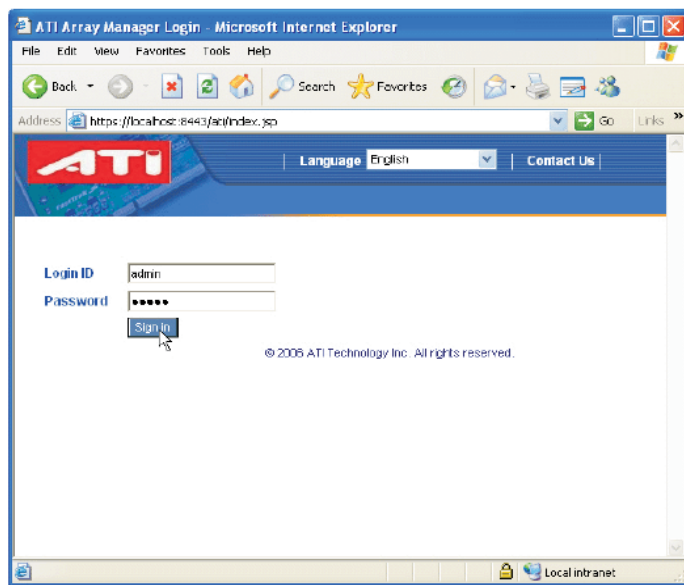 ATI Array Manager Login - Microsoft Internet Explorer
File Edit View Favorites Tools Help
Back Search Favorites
Address https://localhost:8443/ati/index.jsp Go Links »
ATI Language English Contact Us
Login ID admin
Password •••••
Sign in
© 2006 ATI Technology Inc. All rights reserved.
Local intranet